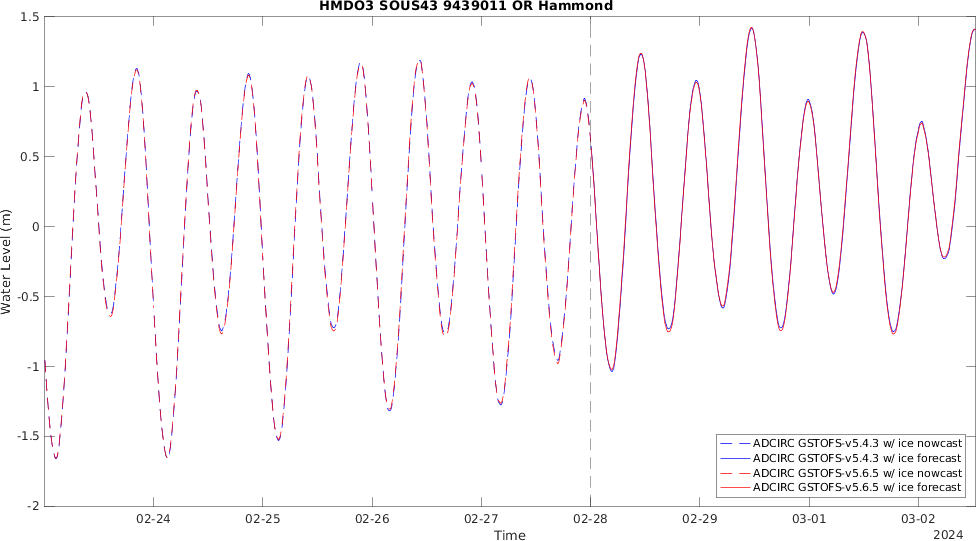 HMDO3 SOUS43 9439011 OR Hammond
1.5
1
0.5
0
-0.5
-1
-1.5
-2
Water Level (m)
02-24
02-25
02-26
02-27
02-28
02-29
03-01
03-02
Time
2024
ADCIRC GSTOFS-v5.4.3 w/ ice nowcast
ADCIRC GSTOFS-v5.4.3 w/ ice forecast
ADCIRC GSTOFS-v5.6.5 w/ ice nowcast
ADCIRC GSTOFS-v5.6.5 w/ ice forecast